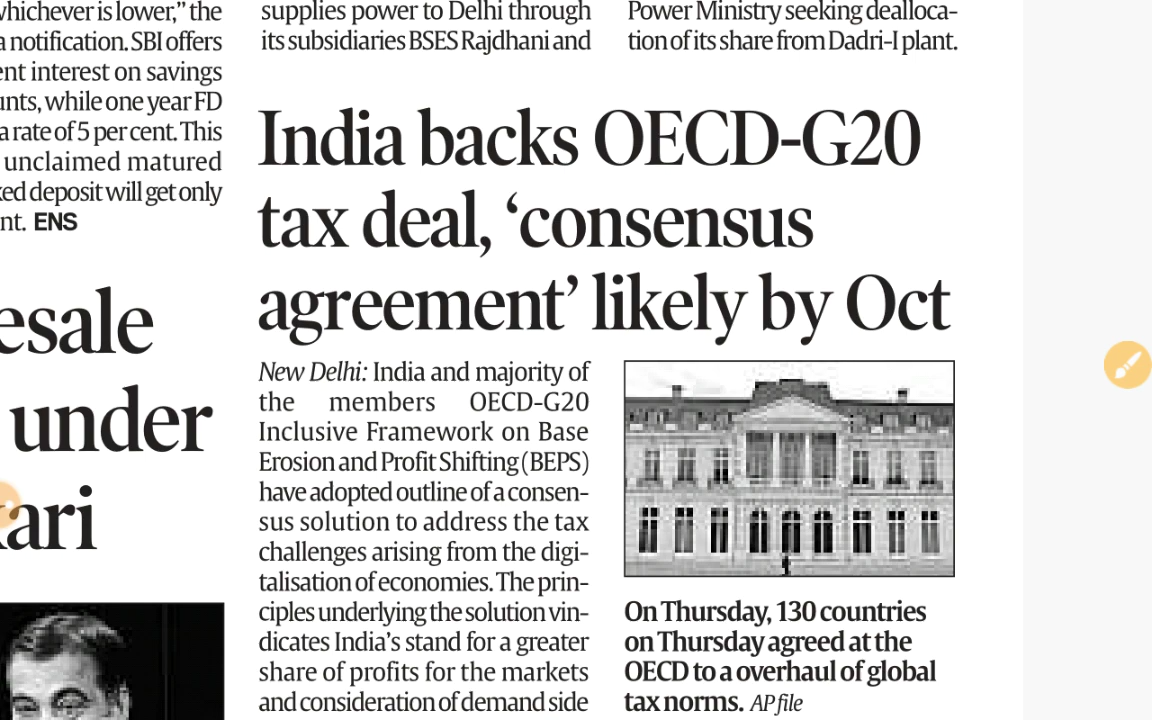 whichever is lower,” the
a notification. SBI offers
interest on savings
while one year FD
a rate of 5 per cent. This
unclaimed matured
deposit will get only
ENS
under
supplies power to Delhi through
its subsidiaries BSES Rajdhani and
Power Ministry seeking dealloca-
tion of its share from Dadri-I plant.
India backs OECD-G20
tax deal, ‘consensus
agreement’ likely by Oct
New Delhi: India and majority of
the members OECD-G20
Inclusive Framework on Base
Erosion and Profit Shifting (BEPS)
have adopted outline of a consen-
sus solution to address the tax
challenges arising from the digi-
talisation of economies. The prin-
ciples underlying the solution vin-
dicates India’s stand for a greater
share of profits for the markets
and consideration of demand side
On Thursday, 130 countries
on Thursday agreed at the
OECD to a overhaul of global
tax norms. AP file